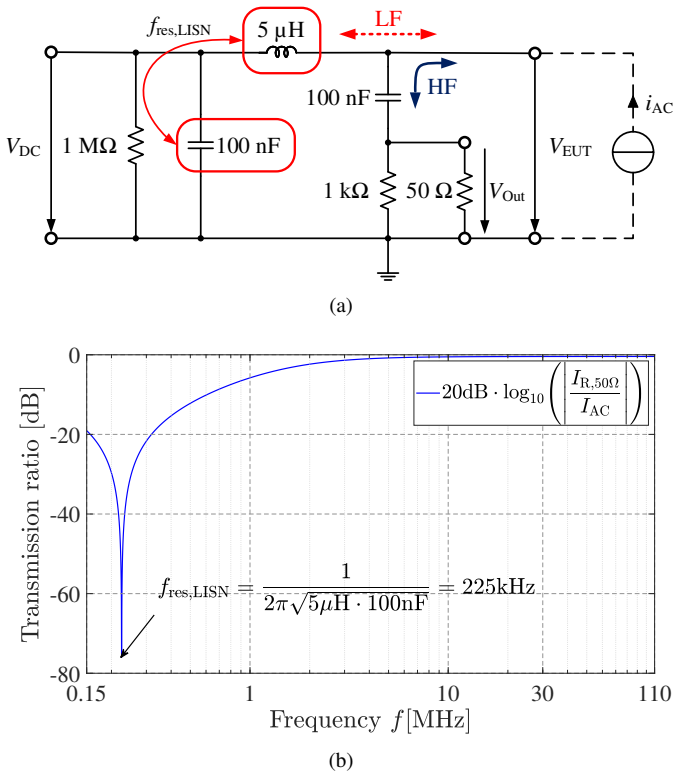 f_res,LISN
5 µH
LF
HF
100 nF
i_AC
V_DC
1 MΩ
100 nF
1 kΩ
50 Ω
V_Out
V_EUT
(a)
Transmission ratio [dB]
0
-20
-40
-60
-80
20dB · log_10 ( | I_R,50Ω / I_AC | )
f_res,LISN = 1 / (2π√(5µH · 100nF)) = 225kHz
0.15
1
10
30
110
Frequency f[MHz]
(b)